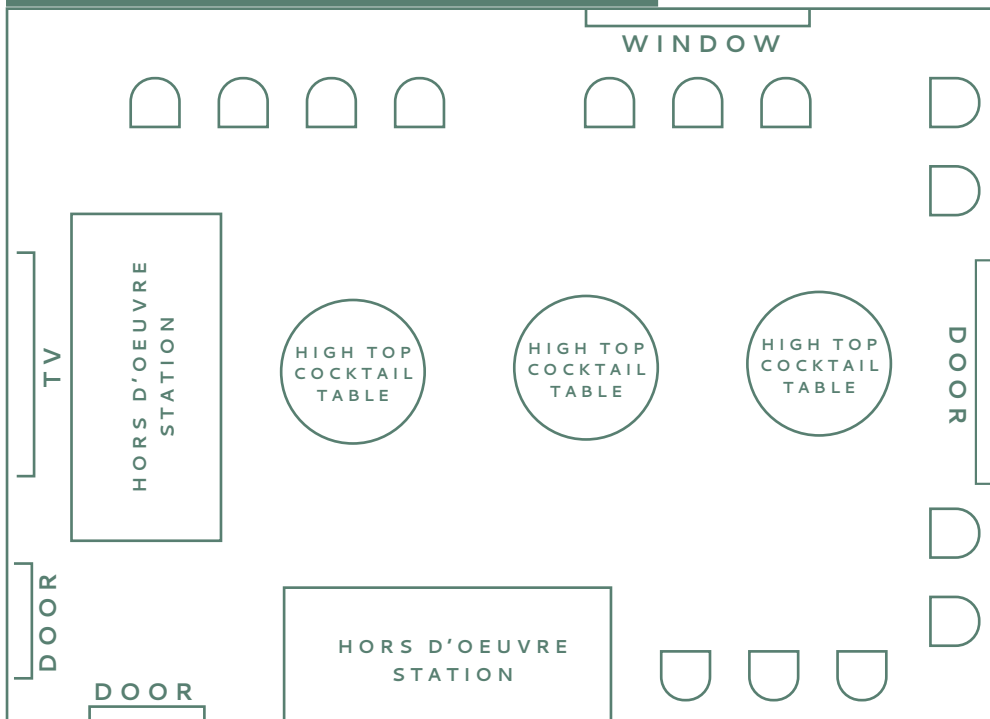 WINDOW
TV
HORS D’OEUVRE
STATION
HIGH TOP
COCKTAIL
TABLE
HIGH TOP
COCKTAIL
TABLE
HIGH TOP
COCKTAIL
TABLE
DOOR
DOOR
DOOR
HORS D’OEUVRE
STATION